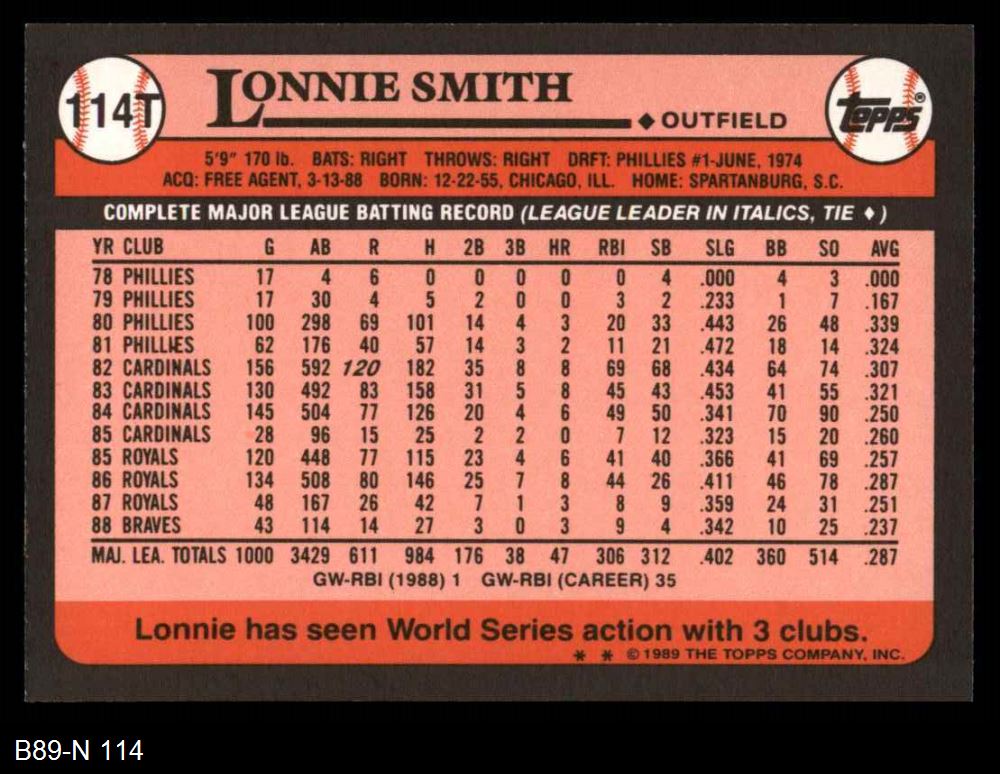 114T
LONNIE SMITH
◆ OUTFIELD
TOPPS®
5'9" 170 lb. BATS: RIGHT THROWS: RIGHT DRFT: PHILLIES #1-JUNE, 1974
ACQ: FREE AGENT, 3-13-88 BORN: 12-22-55, CHICAGO, ILL. HOME: SPARTANBURG, S.C.
COMPLETE MAJOR LEAGUE BATTING RECORD (LEAGUE LEADER IN ITALICS, TIE ♦)
YR CLUB G AB R H 2B 3B HR RBI SB SLG BB SO AVG
78 PHILLIES 17 4 6 0 0 0 0 0 4 .000 4 3 .000
79 PHILLIES 17 30 4 5 2 0 0 3 2 .233 1 7 .167
80 PHILLIES 100 298 69 101 14 4 3 20 33 .443 26 48 .339
81 PHILLIES 62 176 40 57 14 3 2 11 21 .472 18 14 .324
82 CARDINALS 156 592 120 182 35 8 8 69 68 .434 64 74 .307
83 CARDINALS 130 492 83 158 31 5 8 45 43 .453 41 55 .321
84 CARDINALS 145 504 77 126 20 4 6 49 50 .341 70 90 .250
85 CARDINALS 28 96 15 25 2 2 0 7 12 .323 15 20 .260
85 ROYALS 120 448 77 115 23 4 6 41 40 .366 41 69 .257
86 ROYALS 134 508 80 146 25 7 8 44 26 .411 46 78 .287
87 ROYALS 48 167 26 42 7 1 3 8 9 .359 24 31 .251
88 BRAVES 43 114 14 27 3 0 3 9 4 .342 10 25 .237
MAJ. LEA. TOTALS 1000 3429 611 984 176 38 47 306 312 .402 360 514 .287
GW-RBI (1988) 1 GW-RBI (CAREER) 35
Lonnie has seen World Series action with 3 clubs.
* * © 1989 THE TOPPS COMPANY, INC.
B89-N 114